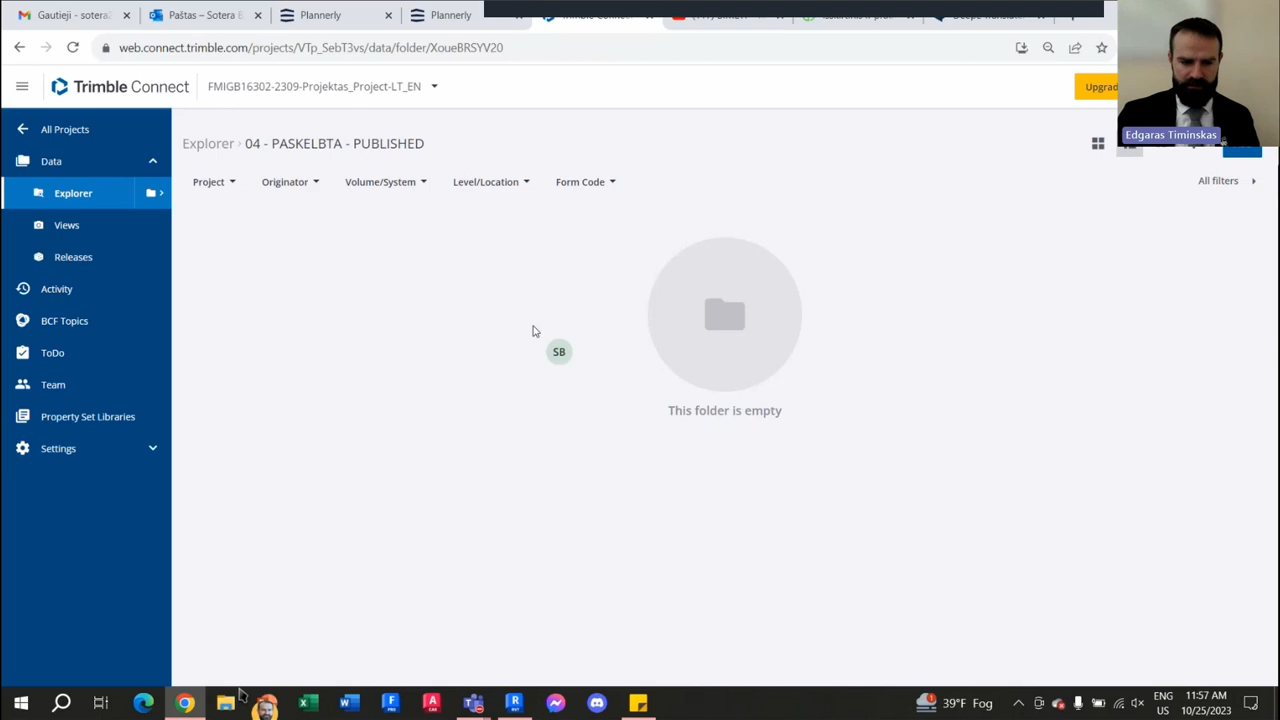 Gautieji - sotera2
Paštas – Sotera B
Plannerly
Plannerly
web.connect.trimble.com/projects/VTp_SebT3vs/data/folder/XoueBRSYV20
Trimble Connect
FMIGB16302-2309-Projektas_Project-LT_EN
Upgrad
Edgaras Timinskas
All Projects
Explorer › 04 - PASKELBTA - PUBLISHED
Data
Project
Originator
Volume/System
Level/Location
Form Code
All filters
Explorer
Views
Releases
Activity
BCF Topics
ToDo
SB
Team
This folder is empty
Property Set Libraries
Settings
39°F Fog
ENG
US
11:57 AM
10/25/2023